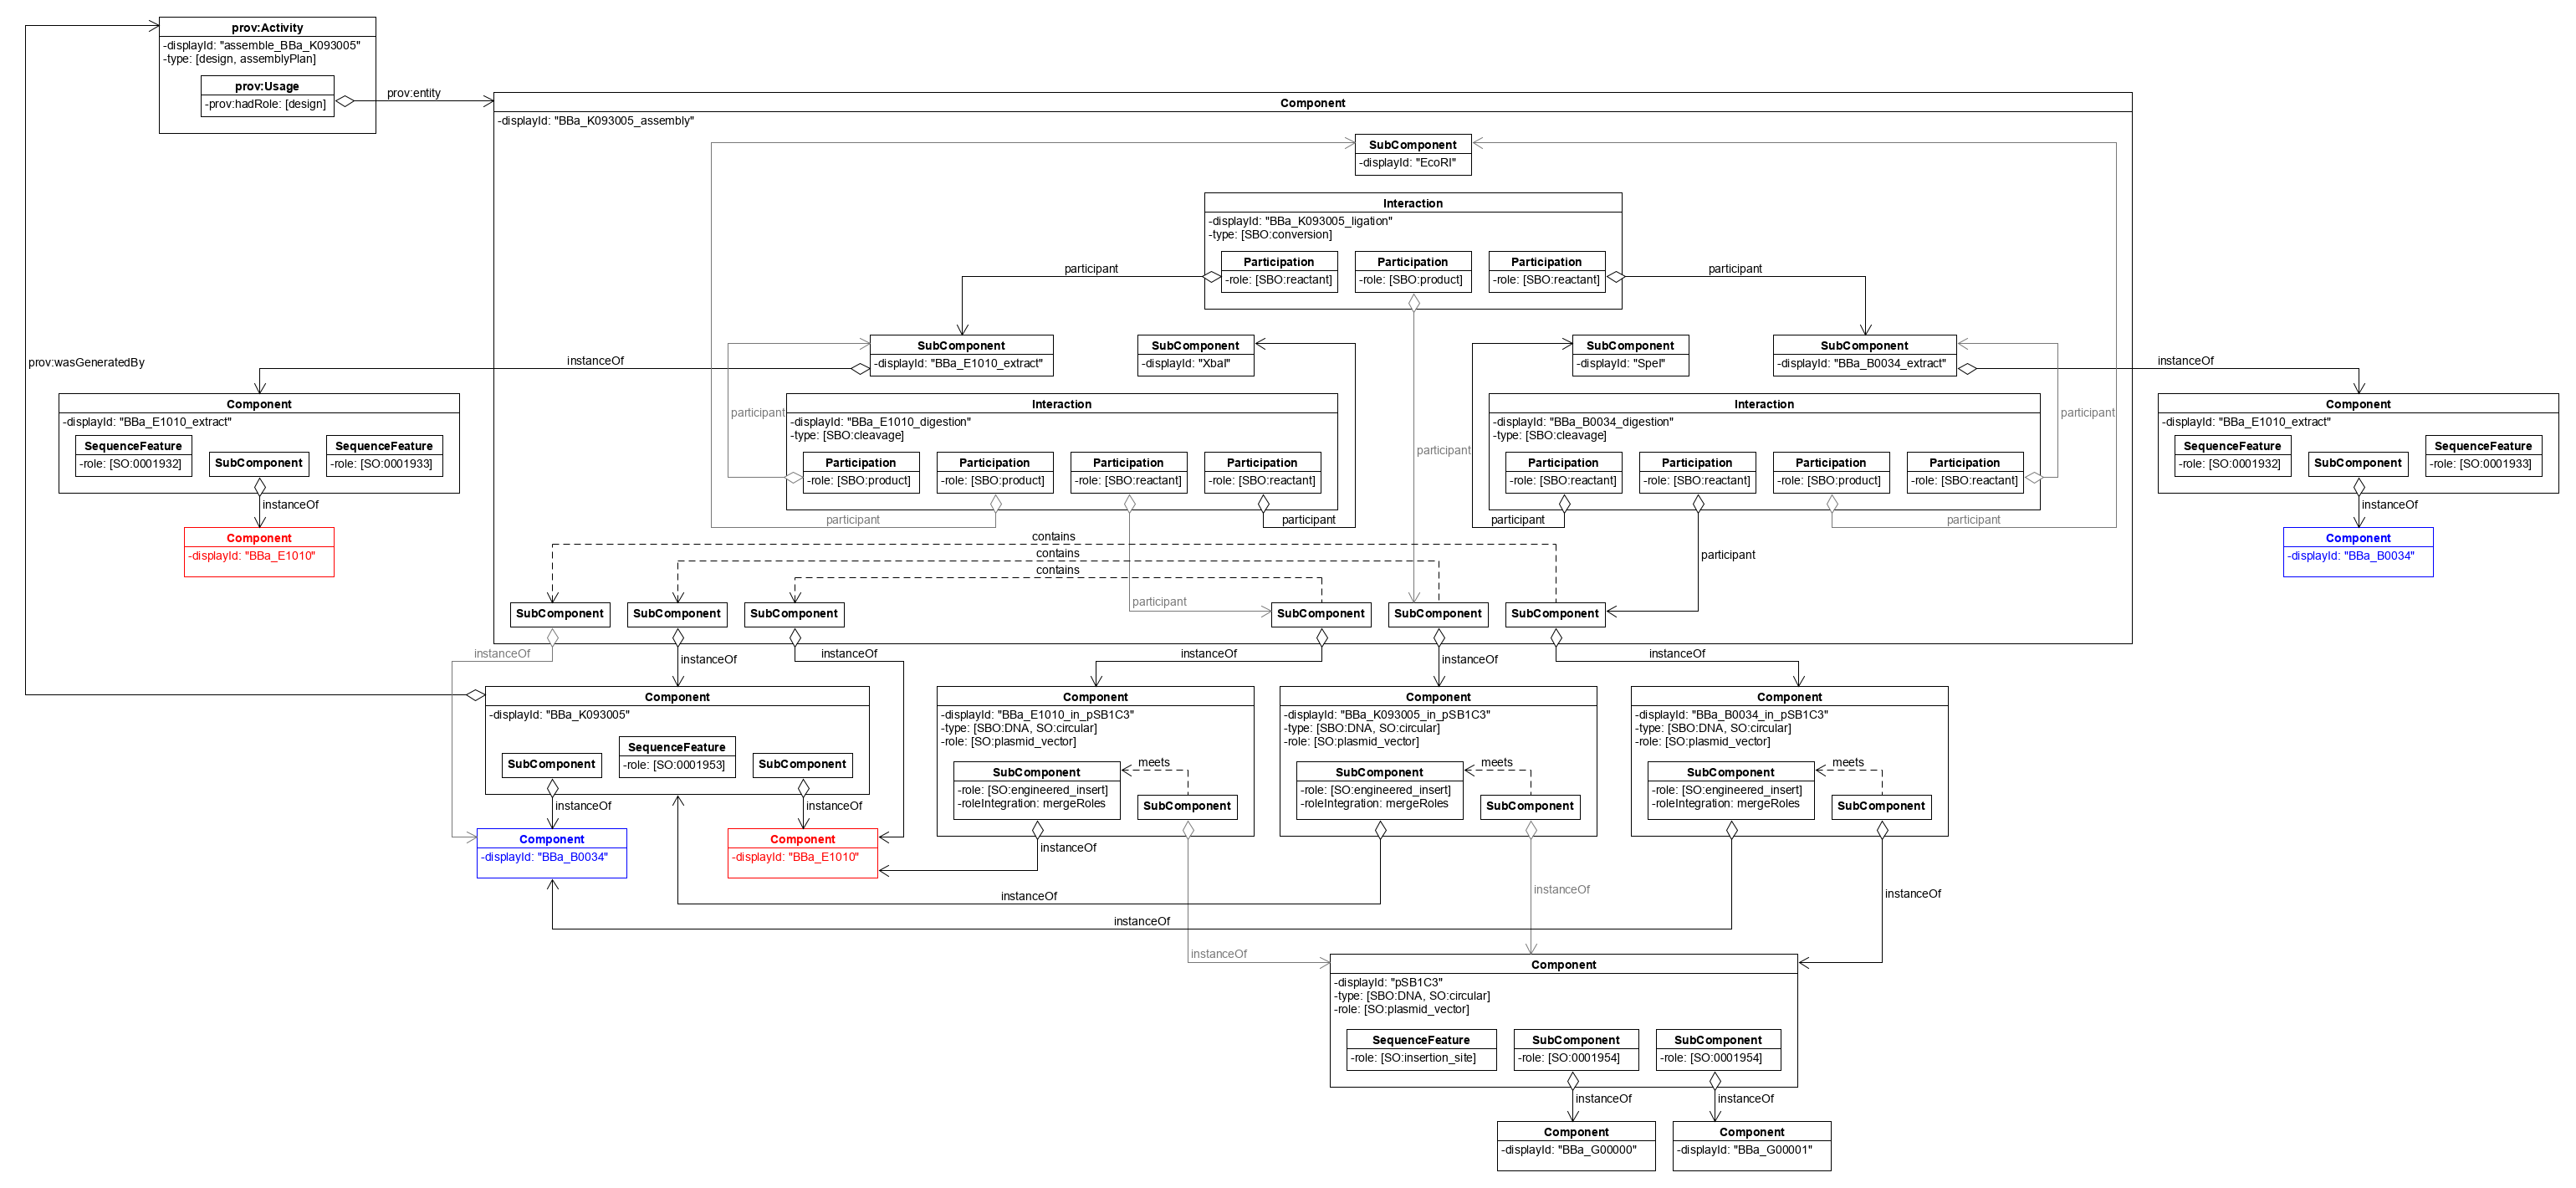 prov:Activity
-displayId: "assemble_BBa_K093005"
-type: [design, assemblyPlan]
prov:Usage
-prov:hadRole: [design]
prov:entity
Component
-displayId: "BBa_K093005_assembly"
SubComponent
-displayId: "EcoRI"
Interaction
-displayId: "BBa_K093005_ligation"
-type: [SBO:conversion]
Participation
-role: [SBO:reactant]
Participation
-role: [SBO:product]
Participation
-role: [SBO:reactant]
participant
participant
SubComponent
-displayId: "BBa_E1010_extract"
SubComponent
-displayId: "XbaI"
SubComponent
-displayId: "SpeI"
SubComponent
-displayId: "BBa_B0034_extract"
prov:wasGeneratedBy
instanceOf
instanceOf
Component
-displayId: "BBa_E1010_extract"
SequenceFeature
-role: [SO:0001932]
SubComponent
SequenceFeature
-role: [SO:0001933]
instanceOf
Component
-displayId: "BBa_E1010"
participant
Interaction
-displayId: "BBa_E1010_digestion"
-type: [SBO:cleavage]
Participation
-role: [SBO:product]
Participation
-role: [SBO:product]
Participation
-role: [SBO:reactant]
Participation
-role: [SBO:reactant]
participant
participant
participant
Interaction
-displayId: "BBa_B0034_digestion"
-type: [SBO:cleavage]
Participation
-role: [SBO:reactant]
Participation
-role: [SBO:reactant]
Participation
-role: [SBO:product]
Participation
-role: [SBO:reactant]
participant
participant
participant
Component
-displayId: "BBa_E1010_extract"
SequenceFeature
-role: [SO:0001932]
SubComponent
SequenceFeature
-role: [SO:0001933]
instanceOf
Component
-displayId: "BBa_B0034"
contains
contains
contains
participant
participant
SubComponent
SubComponent
SubComponent
SubComponent
SubComponent
SubComponent
instanceOf
instanceOf
instanceOf
instanceOf
instanceOf
instanceOf
Component
-displayId: "BBa_K093005"
SubComponent
SequenceFeature
-role: [SO:0001953]
SubComponent
instanceOf
instanceOf
Component
-displayId: "BBa_B0034"
Component
-displayId: "BBa_E1010"
Component
-displayId: "BBa_E1010_in_pSB1C3"
-type: [SBO:DNA, SO:circular]
-role: [SO:plasmid_vector]
SubComponent
-role: [SO:engineered_insert]
-roleIntegration: mergeRoles
meets
SubComponent
Component
-displayId: "BBa_K093005_in_pSB1C3"
-type: [SBO:DNA, SO:circular]
-role: [SO:plasmid_vector]
SubComponent
-role: [SO:engineered_insert]
-roleIntegration: mergeRoles
meets
SubComponent
Component
-displayId: "BBa_B0034_in_pSB1C3"
-type: [SBO:DNA, SO:circular]
-role: [SO:plasmid_vector]
SubComponent
-role: [SO:engineered_insert]
-roleIntegration: mergeRoles
meets
SubComponent
instanceOf
instanceOf
instanceOf
instanceOf
instanceOf
instanceOf
Component
-displayId: "pSB1C3"
-type: [SBO:DNA, SO:circular]
-role: [SO:plasmid_vector]
SequenceFeature
-role: [SO:insertion_site]
SubComponent
-role: [SO:0001954]
SubComponent
-role: [SO:0001954]
instanceOf
instanceOf
Component
-displayId: "BBa_G00000"
Component
-displayId: "BBa_G00001"